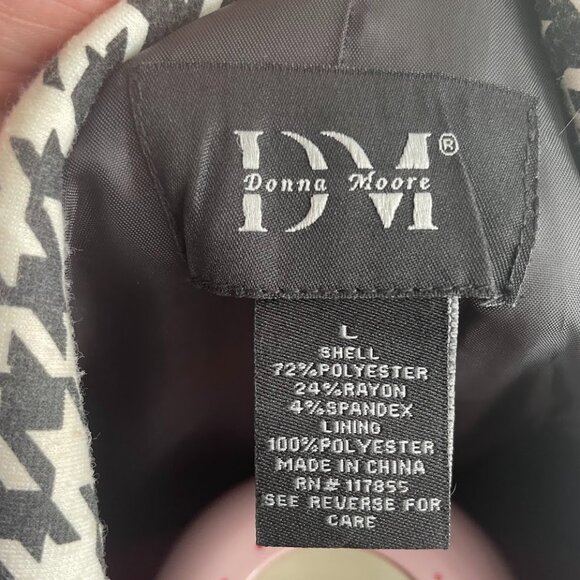 DM®
Donna Moore
L
SHELL
72%POLYESTER
24%RAYON
4%SPANDEX
LINING
100%POLYESTER
MADE IN CHINA
RN# 117855
SEE REVERSE FOR
CARE